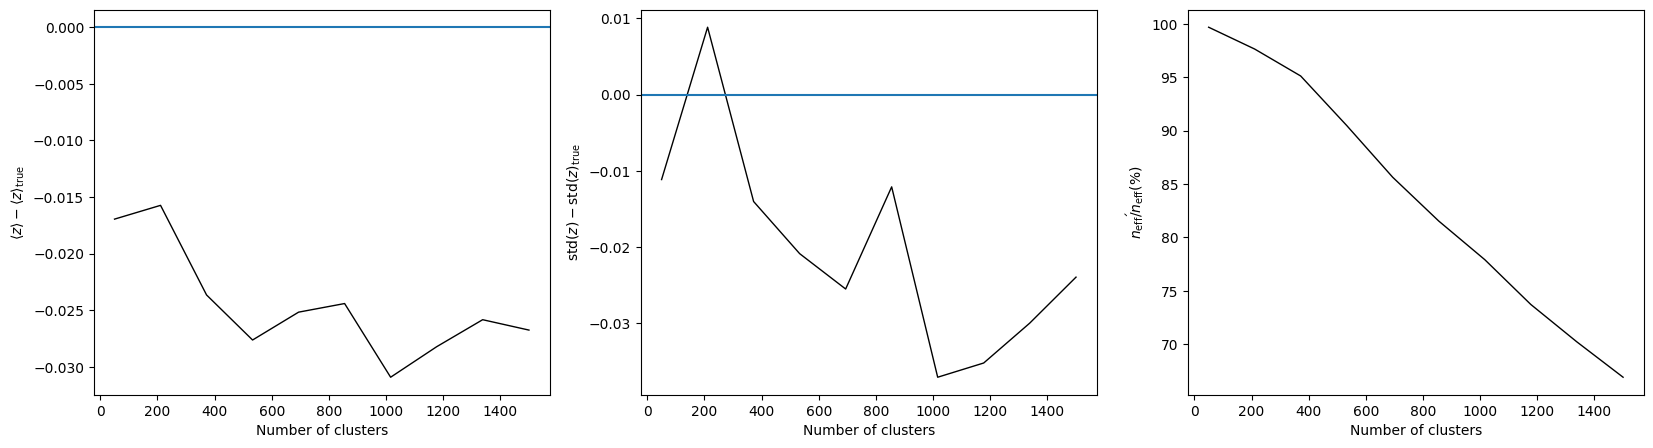 0.000
−0.005
−0.010
−0.015
−0.020
−0.025
−0.030
⟨z⟩ − ⟨z⟩true
0 200 400 600 800 1000 1200 1400
Number of clusters
0.01
0.00
−0.01
−0.02
−0.03
std(z) − std(z)true
0 200 400 600 800 1000 1200 1400
Number of clusters
100
95
90
85
80
75
70
n′eff/neff(%)
0 200 400 600 800 1000 1200 1400
Number of clusters